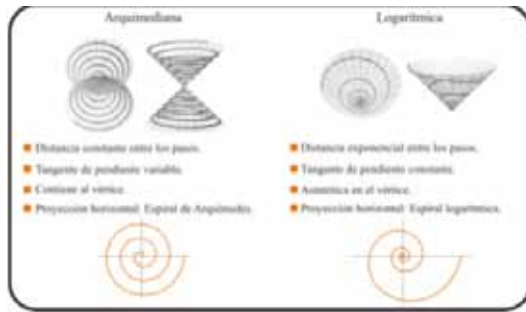 Arquimediana
Distancia constante entre los pasos.
Tangente de pendiente variable.
Contiene al vértice.
Proyección horizontal: Espiral de Arquímedes.
Logarítmica
Distancia exponencial entre los pasos.
Tangente de pendiente constante.
Asintótica en el vértice.
Proyección horizontal: Espiral logarítmica.